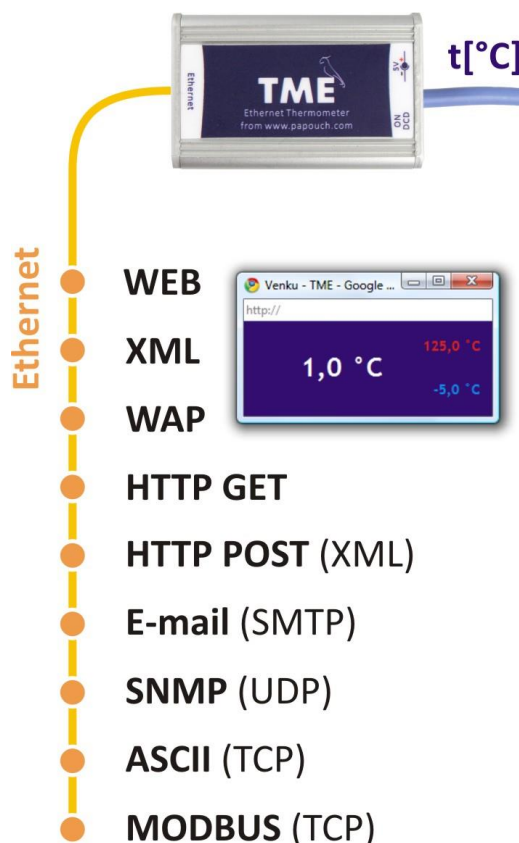 t[°C]
Ethernet
TME
Ethernet Thermometer
from www.papouch.com
5V
ON
DCD
Ethernet
WEB
Venku - TME - Google ...
http://
1,0 °C
125,0 °C
-5,0 °C
XML
WAP
HTTP GET
HTTP POST (XML)
E-mail (SMTP)
SNMP (UDP)
ASCII (TCP)
MODBUS (TCP)